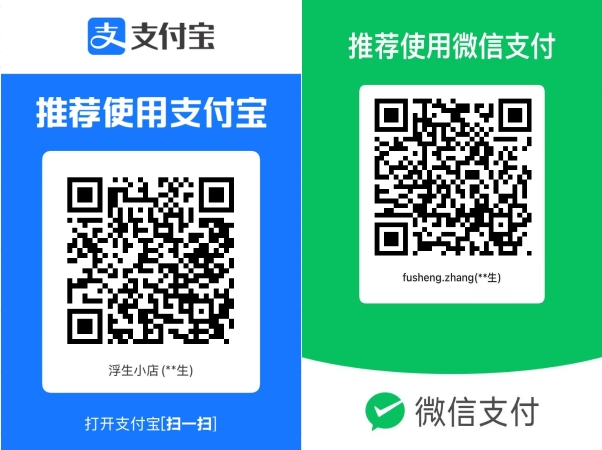 支付宝
推荐使用支付宝
浮生小店 (**生)
打开支付宝[扫一扫]
推荐使用微信支付
fusheng.zhang(**生)
微信支付